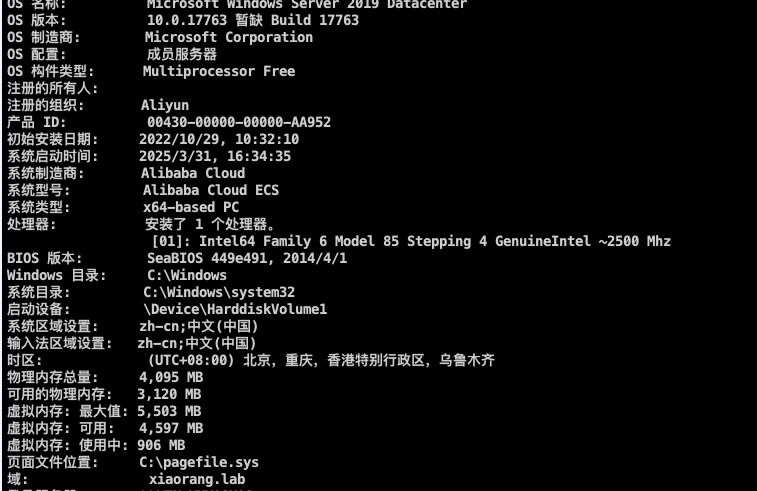 OS 名称: Microsoft Windows Server 2019 Datacenter
OS 版本: 10.0.17763 暂缺 Build 17763
OS 制造商: Microsoft Corporation
OS 配置: 成员服务器
OS 构件类型: Multiprocessor Free
注册的所有人:
注册的组织: Aliyun
产品 ID: 00430-00000-00000-AA952
初始安装日期: 2022/10/29, 10:32:10
系统启动时间: 2025/3/31, 16:34:35
系统制造商: Alibaba Cloud
系统型号: Alibaba Cloud ECS
系统类型: x64-based PC
处理器: 安装了 1 个处理器。
[01]: Intel64 Family 6 Model 85 Stepping 4 GenuineIntel ~2500 Mhz
BIOS 版本: SeaBIOS 449e491, 2014/4/1
Windows 目录: C:\Windows
系统目录: C:\Windows\system32
启动设备: \Device\HarddiskVolume1
系统区域设置: zh-cn;中文(中国)
输入法区域设置: zh-cn;中文(中国)
时区: (UTC+08:00) 北京，重庆，香港特别行政区，乌鲁木齐
物理内存总量: 4,095 MB
可用的物理内存: 3,120 MB
虚拟内存: 最大值: 5,503 MB
虚拟内存: 可用: 4,597 MB
虚拟内存: 使用中: 906 MB
页面文件位置: C:\pagefile.sys
域: xiaorang.lab